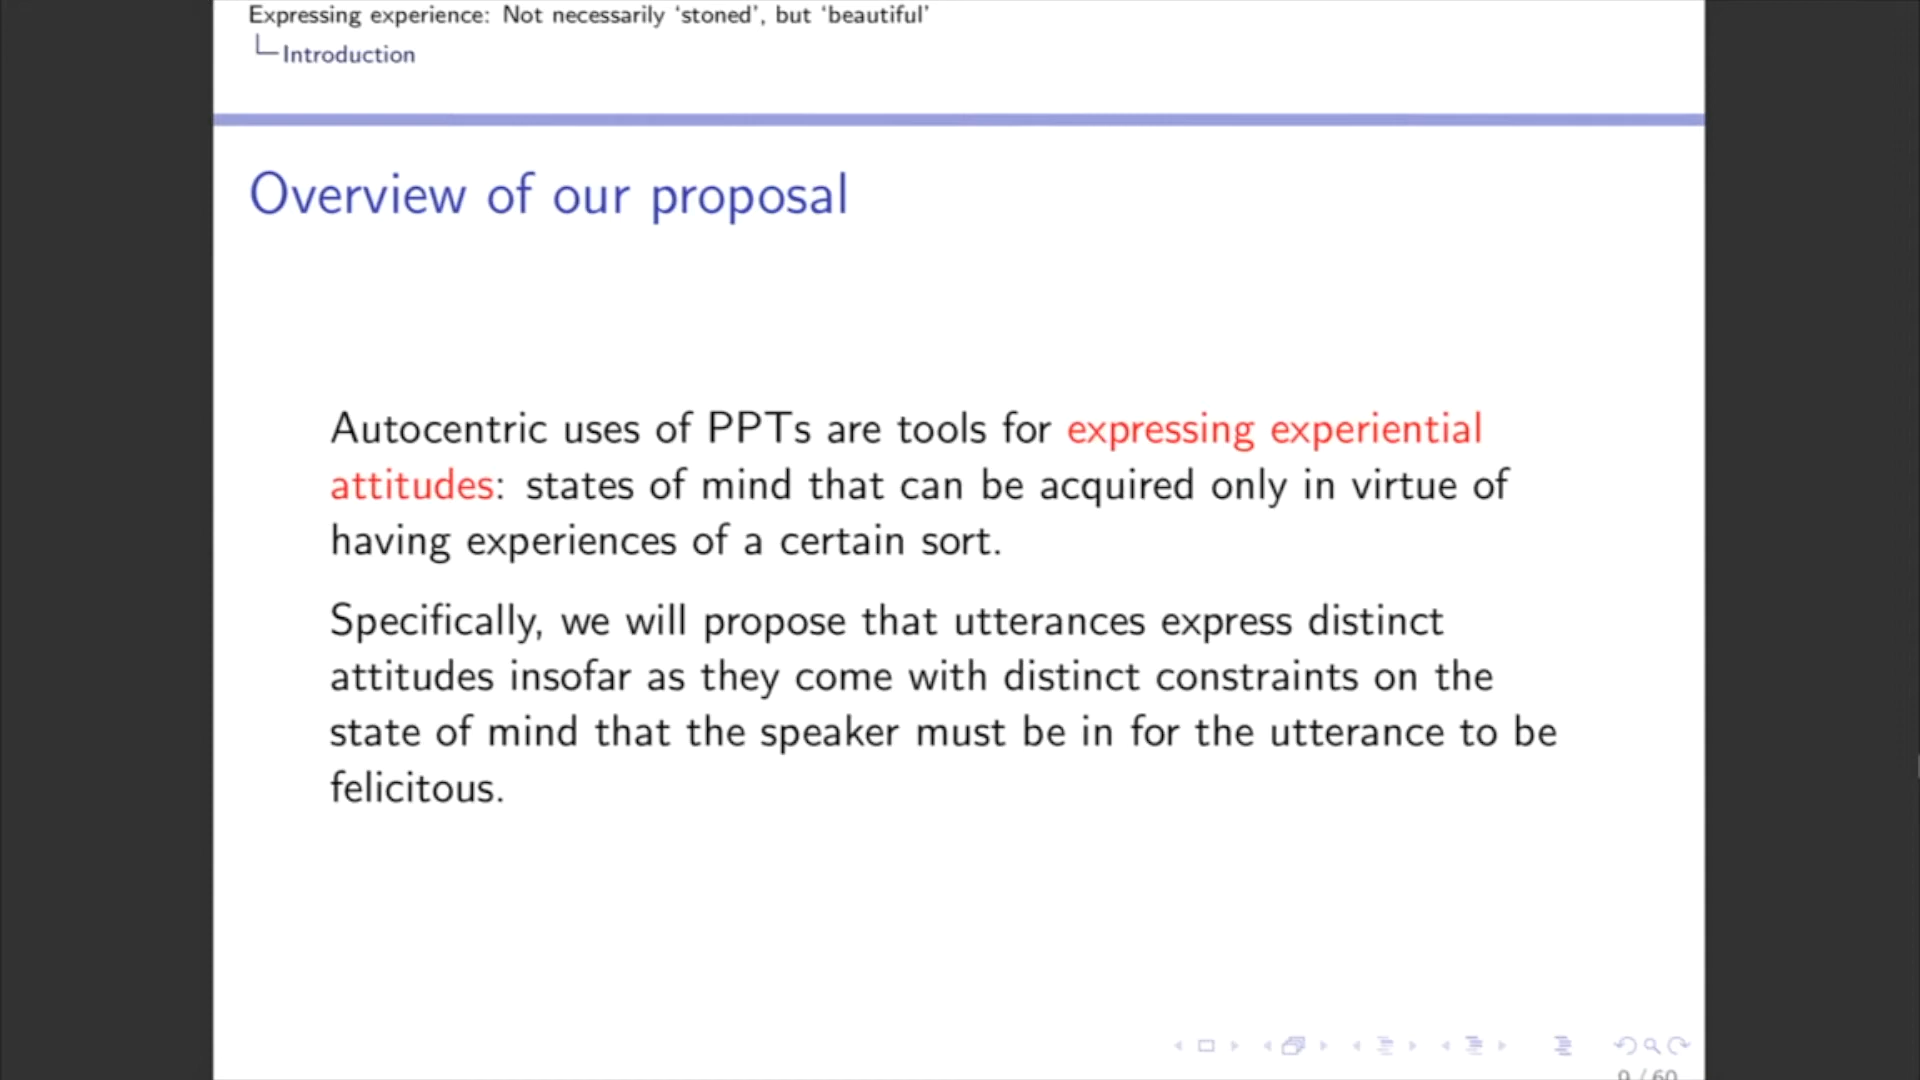 Expressing experience: Not necessarily ‘stoned’, but ‘beautiful’
Introduction
Overview of our proposal
Autocentric uses of PPTs are tools for expressing experiential
attitudes: states of mind that can be acquired only in virtue of
having experiences of a certain sort.
Specifically, we will propose that utterances express distinct
attitudes insofar as they come with distinct constraints on the
state of mind that the speaker must be in for the utterance to be
felicitous.
9 / 60